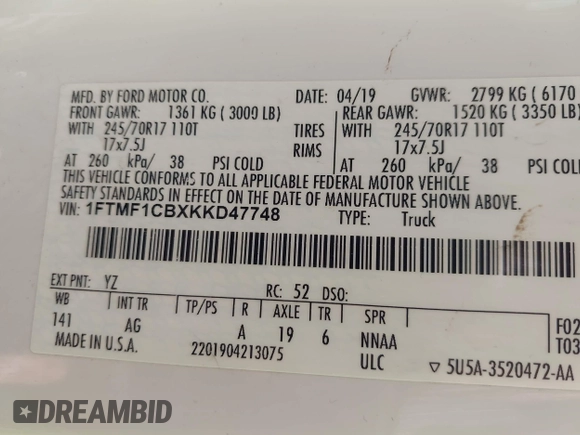 MFD. BY FORD MOTOR CO. DATE: 04/19 GVWR: 2799 KG ( 6170
FRONT GAWR: 1361 KG ( 3000 LB) REAR GAWR: 1520 KG ( 3350 LB)
WITH 245/70R17 110T TIRES WITH 245/70R17 110T
17x7.5J RIMS 17x7.5J
AT 260 kPa/ 38 PSI COLD AT 260 kPa/ 38 PSI COLD
THIS VEHICLE CONFORMS TO ALL APPLICABLE FEDERAL MOTOR VEHICLE
SAFETY STANDARDS IN EFFECT ON THE DATE OF MANUFACTURE SHOWN ABOVE.
VIN: 1FTMF1CBXKKD47748 TYPE: Truck
EXT PNT: YZ RC: 52 DSO:
WB INT TR TP/PS R AXLE TR SPR
141 AG A 19 6 NNAA
MADE IN U.S.A. 2201904213075 ULC ▽ 5U5A-3520472-AA
F02
T03
DREAMBID